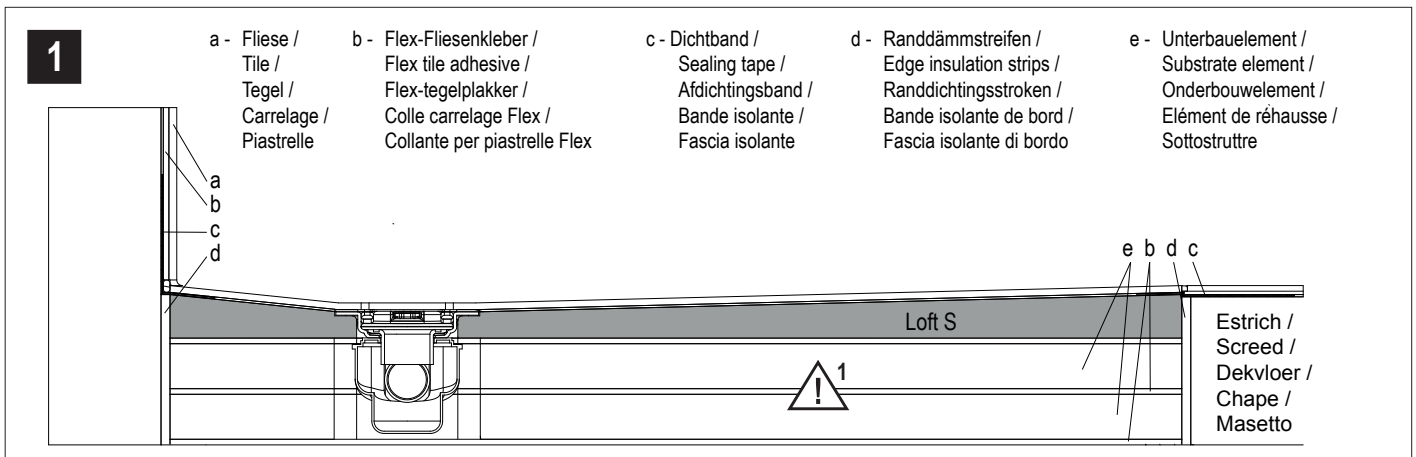 1
a - Fliese /
Tile /
Tegel /
Carrelage /
Piastrelle
b - Flex-Fliesenkleber /
Flex tile adhesive /
Flex-tegelplakker /
Colle carrelage Flex /
Collante per piastrelle Flex
c - Dichtband /
Sealing tape /
Afdichtingsband /
Bande isolante /
Fascia isolante
d - Randdämmstreifen /
Edge insulation strips /
Randdichtingsstroken /
Bande isolante de bord /
Fascia isolante di bordo
e - Unterbauelement /
Substrate element /
Onderbouwelement /
Elément de réhausse /
Sottostruttre
a
b
c
d
e b d c
Loft S
! 1
Estrich /
Screed /
Dekvloer /
Chape /
Masetto